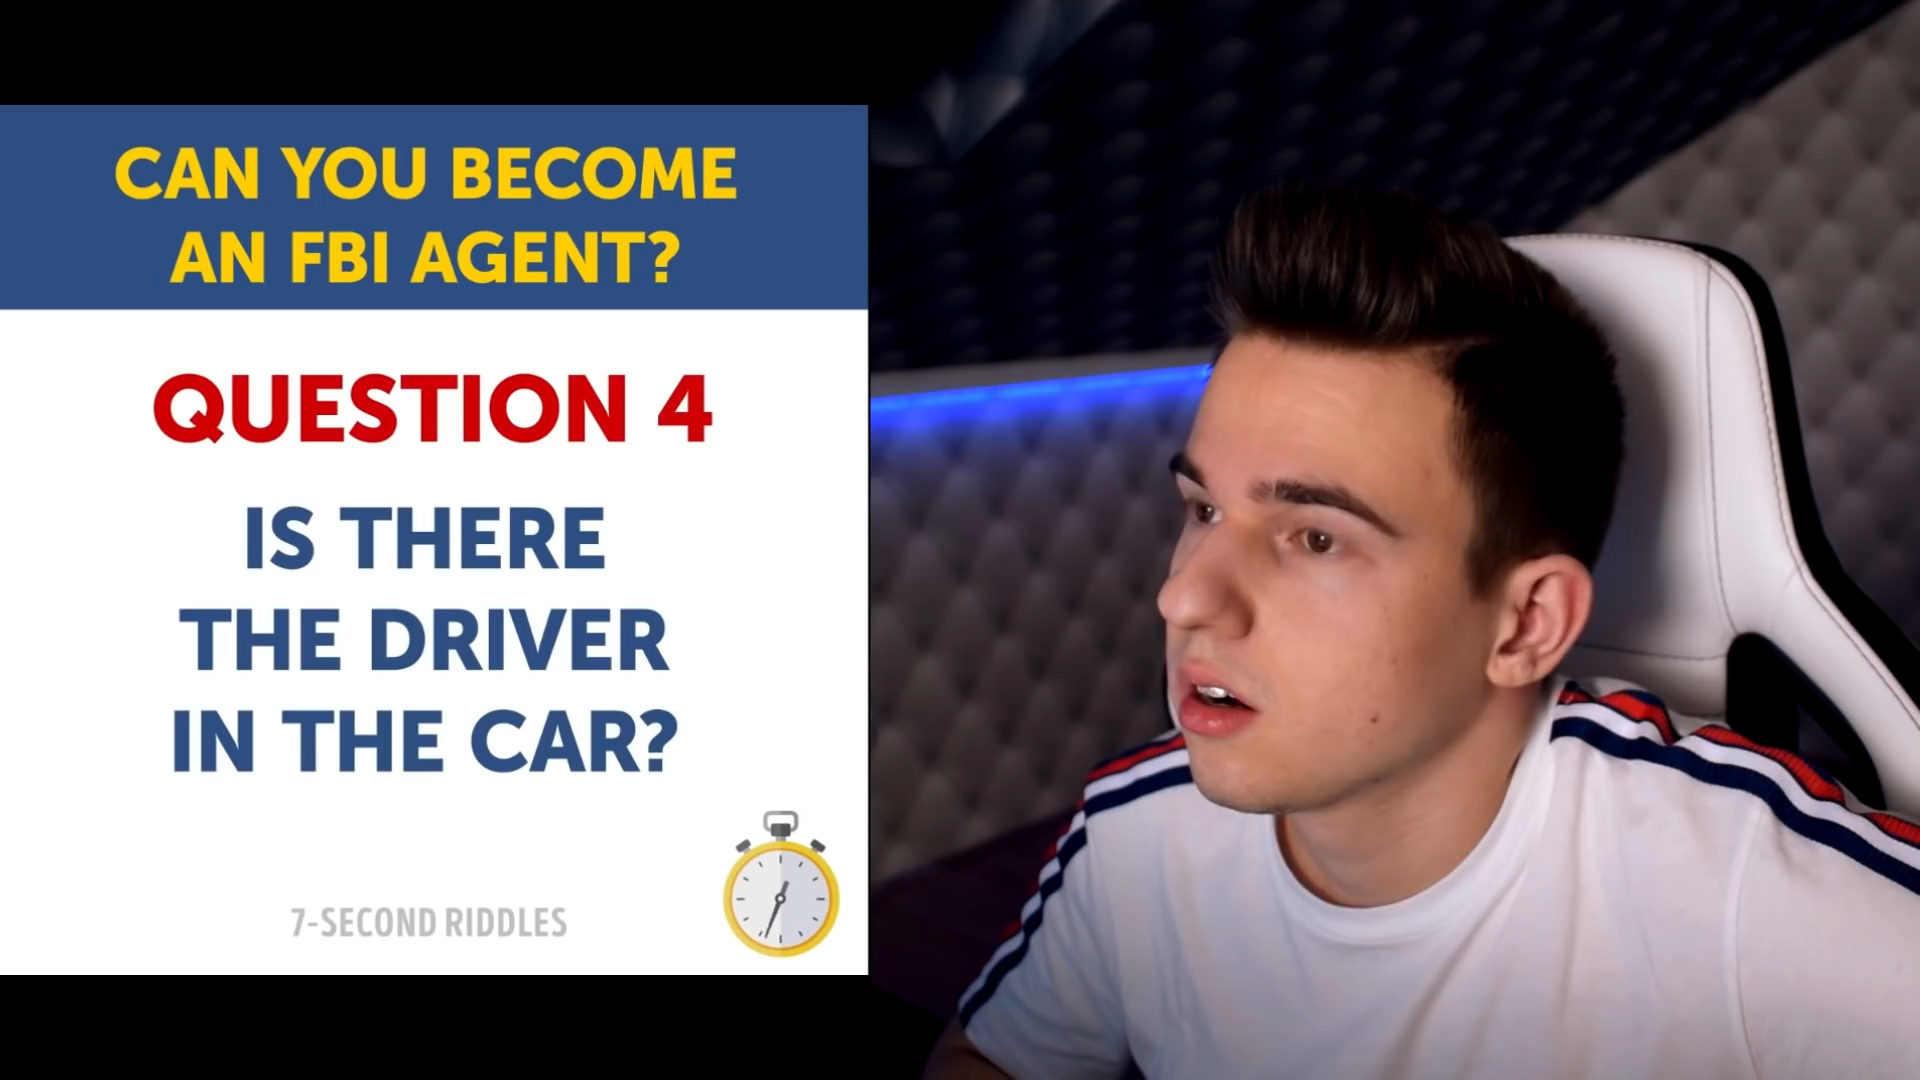 CAN YOU BECOME
AN FBI AGENT?
QUESTION 4
IS THERE
THE DRIVER
IN THE CAR?
7-SECOND RIDDLES